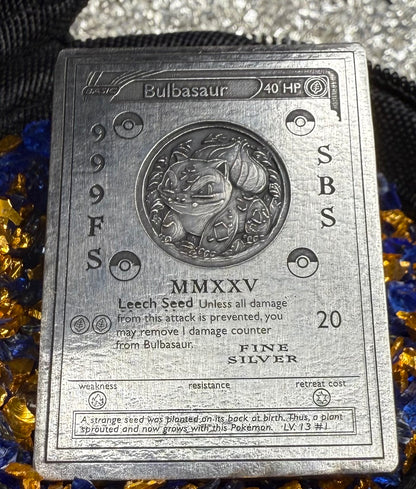 BASIC
Bulbasaur 40 HP
999FS
SBS
MMXXV
Leech Seed Unless all damage
from this attack is prevented, you
may remove 1 damage counter
from Bulbasaur.
20
FINE
SILVER
weakness resistance retreat cost
A strange seed was planted on its back at birth. Thus, a plant
sprouted and now grows with this Pokémon. LV. 13 #1